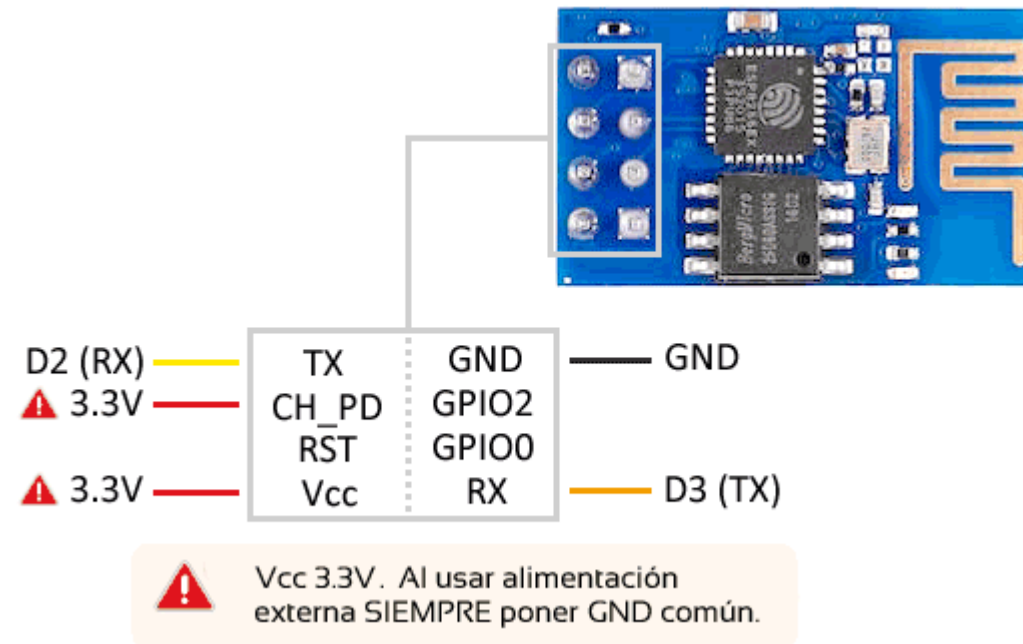 D2 (RX) TX GND GND
3.3V CH_PD GPIO2
RST GPIO0
3.3V Vcc RX D3 (TX)
Vcc 3.3V. Al usar alimentación
externa SIEMPRE poner GND común.